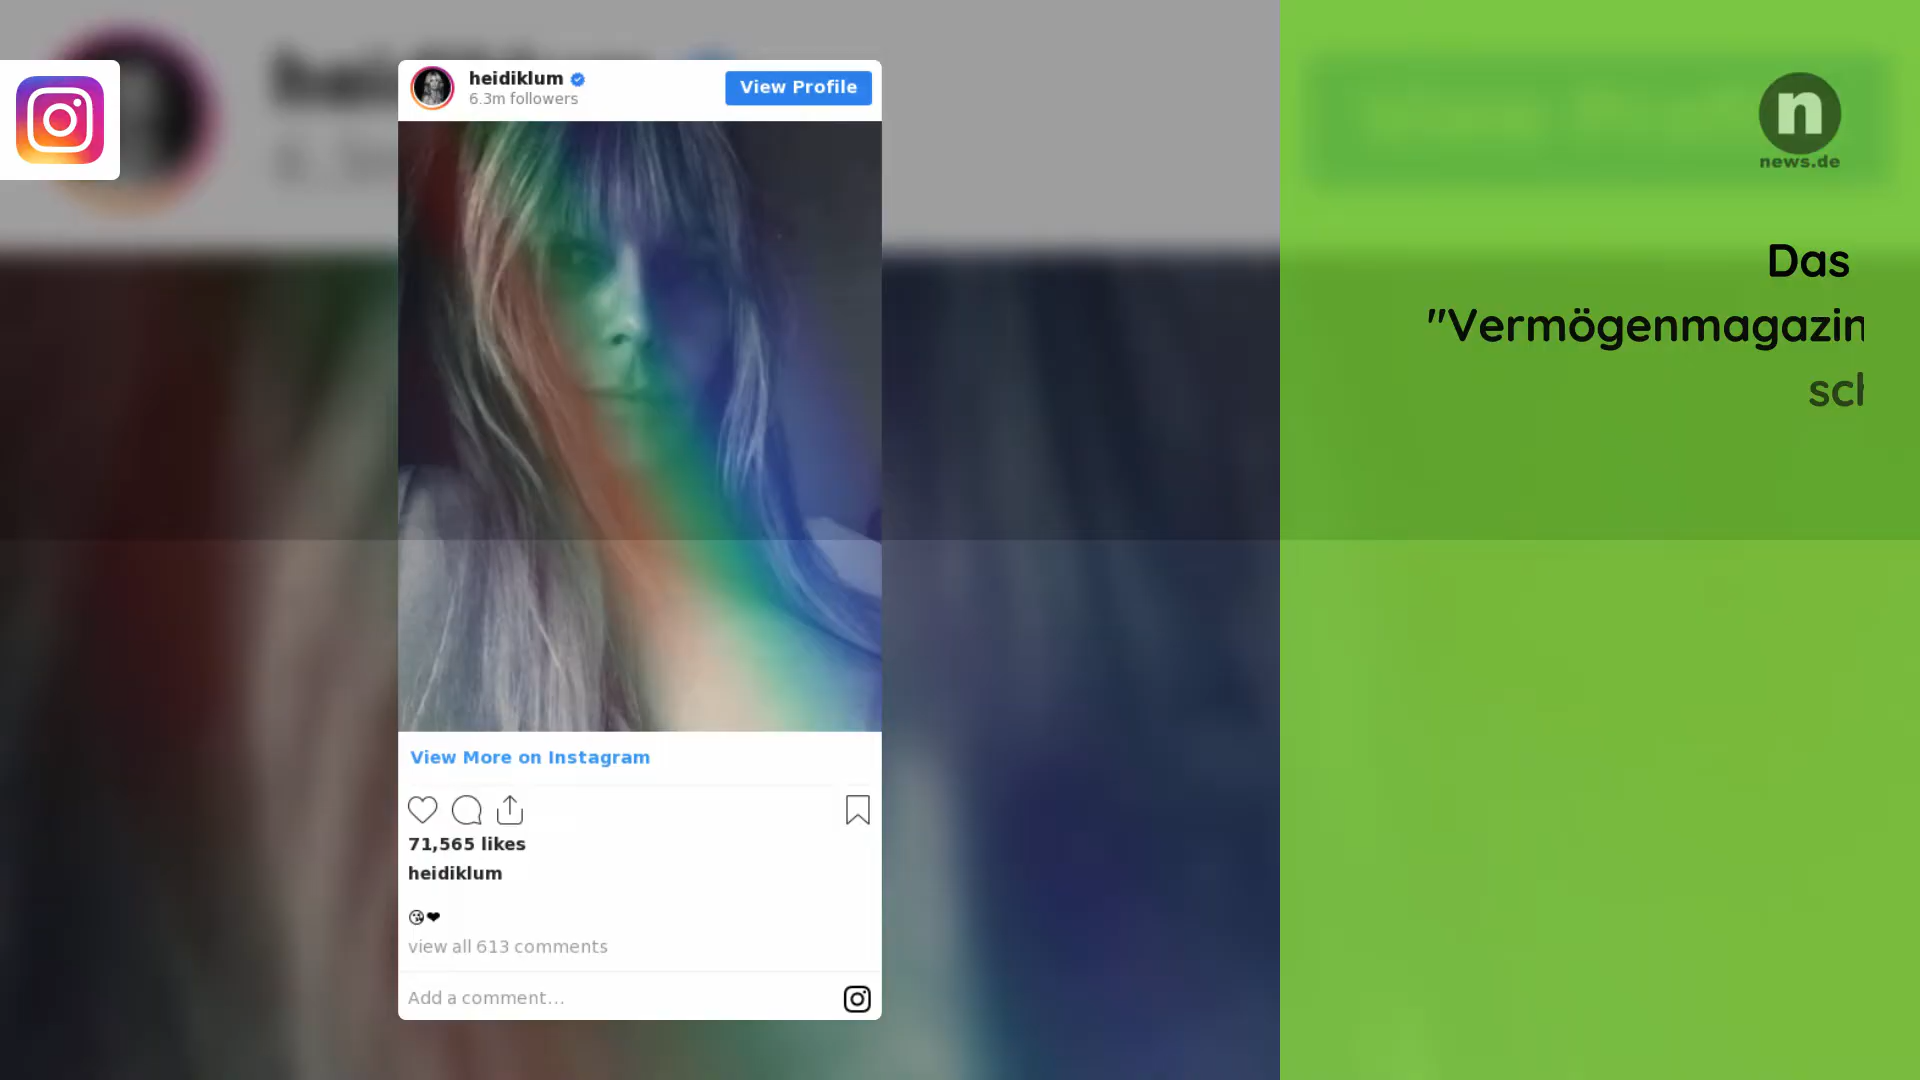 heidiklum
6.3m followers
View Profile
View More on Instagram
71,565 likes
heidiklum
😘❤
view all 613 comments
Add a comment...
n
news.de
Das
"Vermögenmagazin
sch